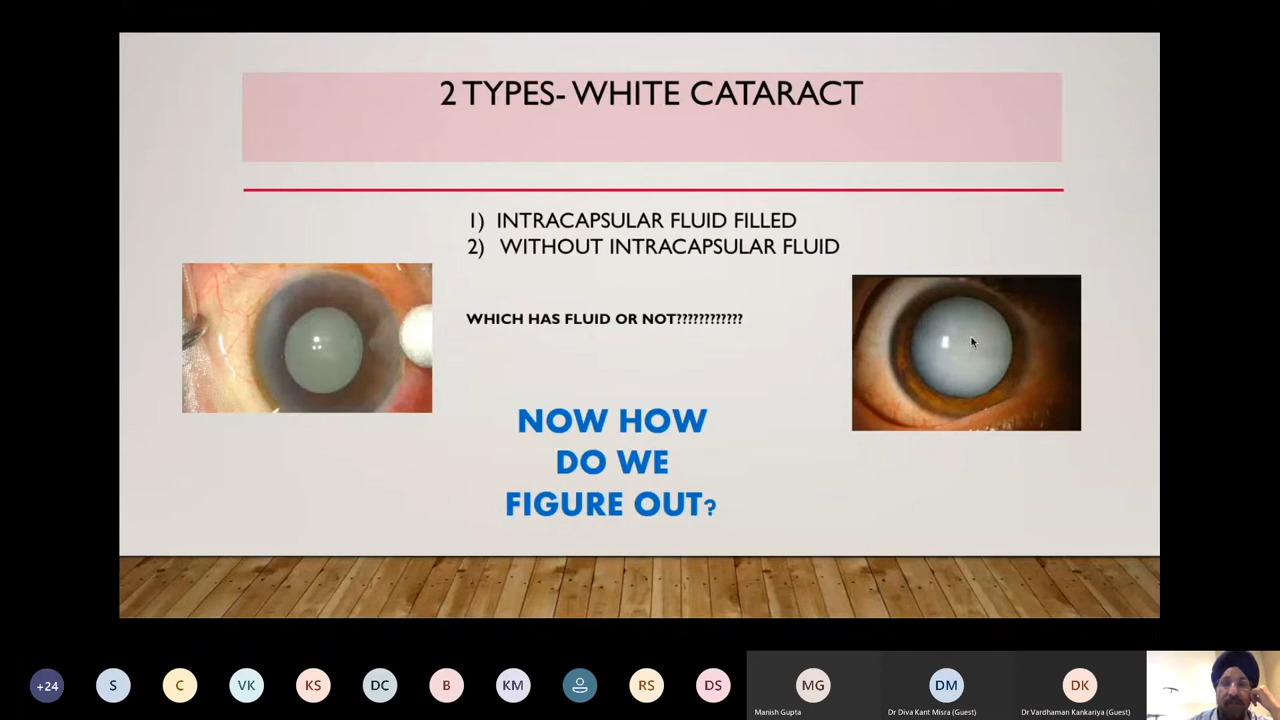 2 TYPES- WHITE CATARACT
1) INTRACAPSULAR FLUID FILLED
2) WITHOUT INTRACAPSULAR FLUID
WHICH HAS FLUID OR NOT????????????
NOW HOW
DO WE
FIGURE OUT?
+24
S
C
VK
KS
DC
B
KM
RS
DS
MG
DM
DK
Manish Gupta
Dr Diva Kant Misra (Guest)
Dr Vardhaman Kankariya (Guest)